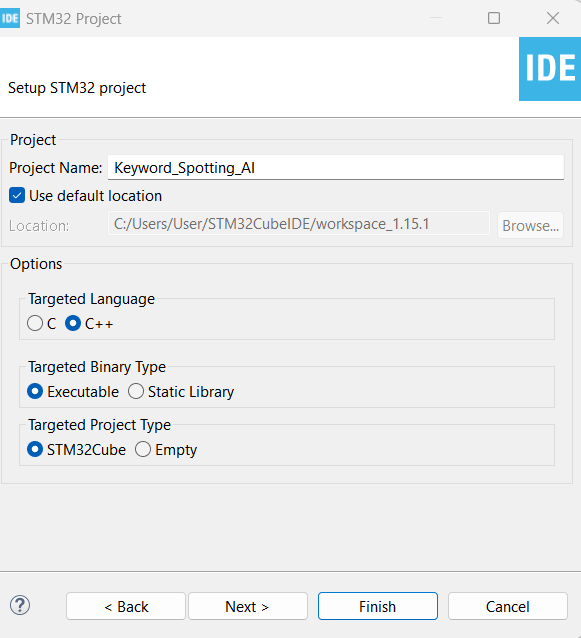 IDE STM32 Project
IDE
Setup STM32 project
Project
Project Name: Keyword_Spotting_AI
Use default location
Location: C:/Users/User/STM32CubeIDE/workspace_1.15.1 Browse...
Options
Targeted Language
C C++
Targeted Binary Type
Executable Static Library
Targeted Project Type
STM32Cube Empty
? < Back Next > Finish Cancel